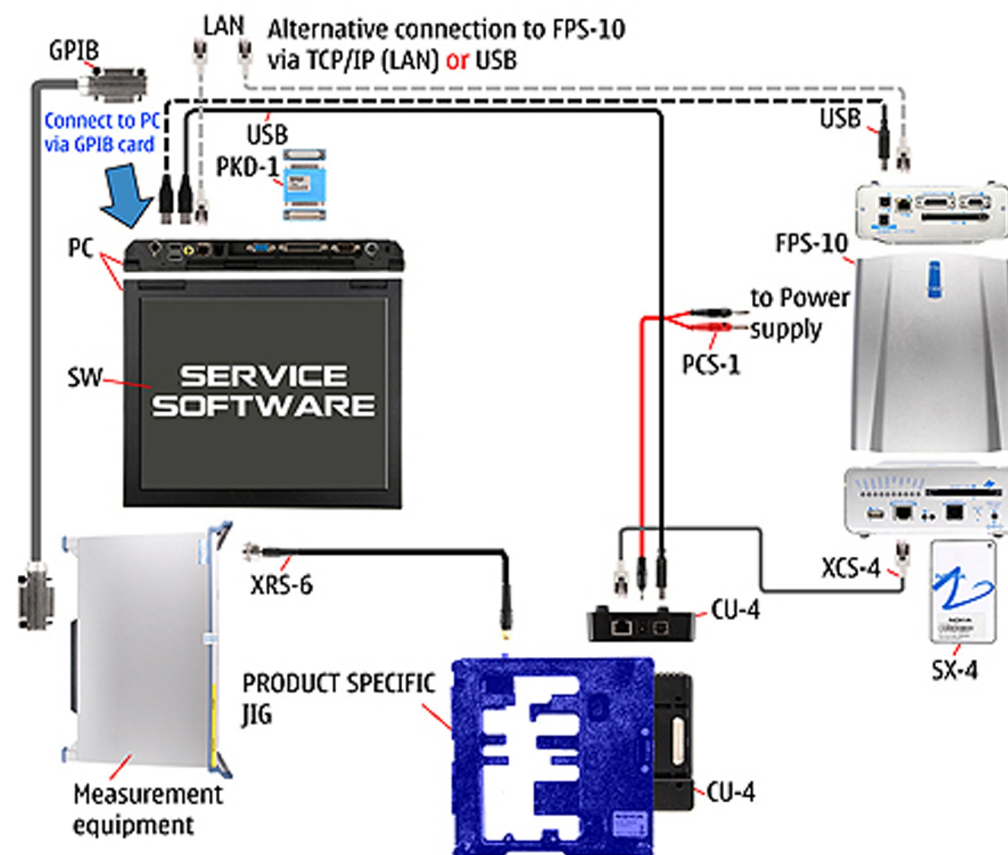 LAN
Alternative connection to FPS-10
via TCP/IP (LAN) or USB
GPIB
Connect to PC
via GPIB card
USB
PKD-1
USB
PC
FPS-10
to Power
supply
PCS-1
SW
SERVICE
SOFTWARE
XRS-6
XCS-4
CU-4
SX-4
PRODUCT SPECIFIC
JIG
CU-4
Measurement
equipment
NOKIA